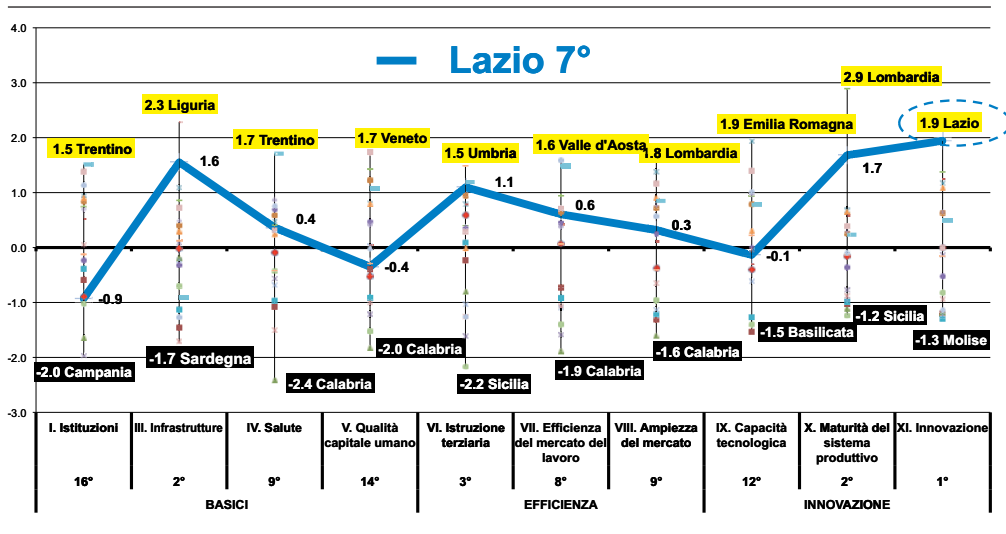 4.0
3.0
2.0
1.0
0.0
-1.0
-2.0
-3.0
Lazio 7°
1.5 Trentino
2.3 Liguria
1.7 Trentino
1.7 Veneto
1.5 Umbria
1.6 Valle d'Aosta
1.8 Lombardia
1.9 Emilia Romagna
2.9 Lombardia
1.9 Lazio
-0.9
1.6
0.4
-0.4
1.1
0.6
0.3
-0.1
1.7
-2.0 Campania
-1.7 Sardegna
-2.4 Calabria
-2.0 Calabria
-2.2 Sicilia
-1.9 Calabria
-1.6 Calabria
-1.5 Basilicata
-1.2 Sicilia
-1.3 Molise
I. Istituzioni
III. Infrastrutture
IV. Salute
V. Qualità
capitale umano
VI. Istruzione
terziaria
VII. Efficienza
del mercato del
lavoro
VIII. Ampiezza
del mercato
IX. Capacità
tecnologica
X. Maturità del
sistema
produttivo
XI. Innovazione
16°
2°
9°
14°
3°
8°
9°
12°
2°
1°
BASICI
EFFICIENZA
INNOVAZIONE